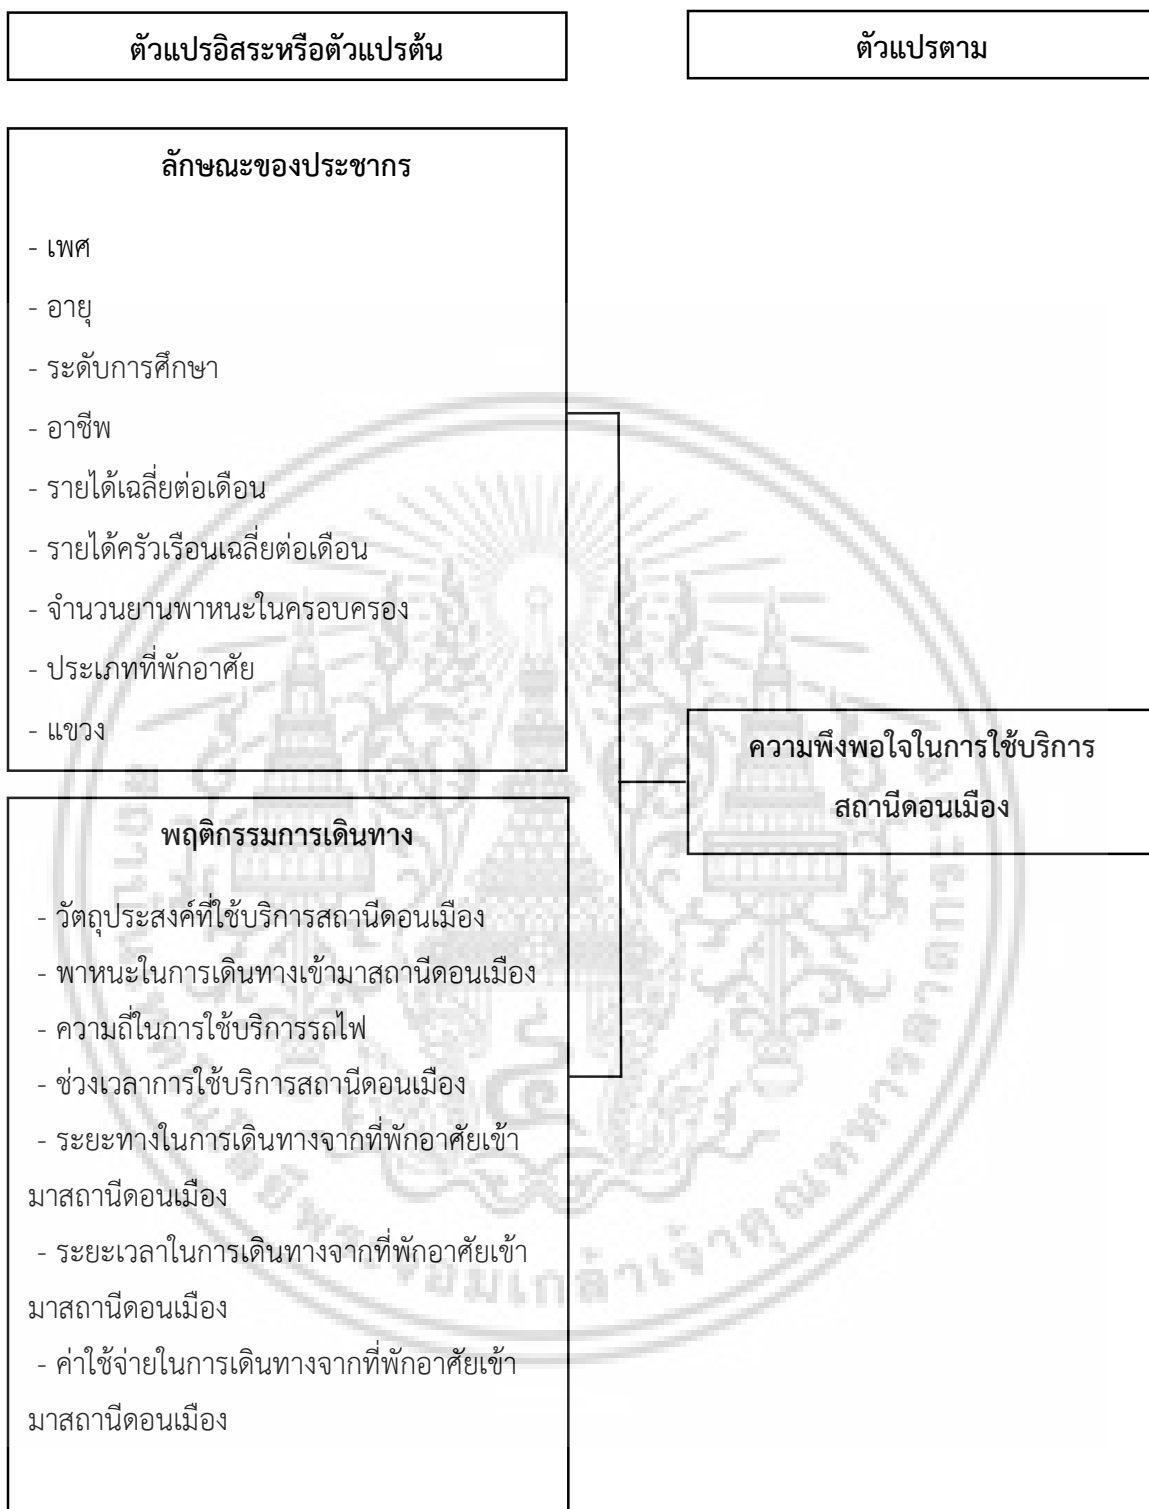 ตัวแปรอิสระหรือตัวแปรต้น
ตัวแปรตาม
ลักษณะของประชากร
- เพศ
- อายุ
- ระดับการศึกษา
- อาชีพ
- รายได้เฉลี่ยต่อเดือน
- รายได้ครัวเรือนเฉลี่ยต่อเดือน
- จำนวนยานพาหนะในครอบครอง
- ประเภทที่พักอาศัย
- แขวง
ความพึงพอใจในการใช้บริการ
สถานีดอนเมือง
พฤติกรรมการเดินทาง
- วัตถุประสงค์ที่ใช้บริการสถานีดอนเมือง
- พาหนะในการเดินทางเข้ามาสถานีดอนเมือง
- ความถี่ในการใช้บริการรถไฟ
- ช่วงเวลาการใช้บริการสถานีดอนเมือง
- ระยะทางในการเดินทางจากที่พักอาศัยเข้า
มาสถานีดอนเมือง
- ระยะเวลาในการเดินทางจากที่พักอาศัยเข้า
มาสถานีดอนเมือง
- ค่าใช้จ่ายในการเดินทางจากที่พักอาศัยเข้า
มาสถานีดอนเมือง